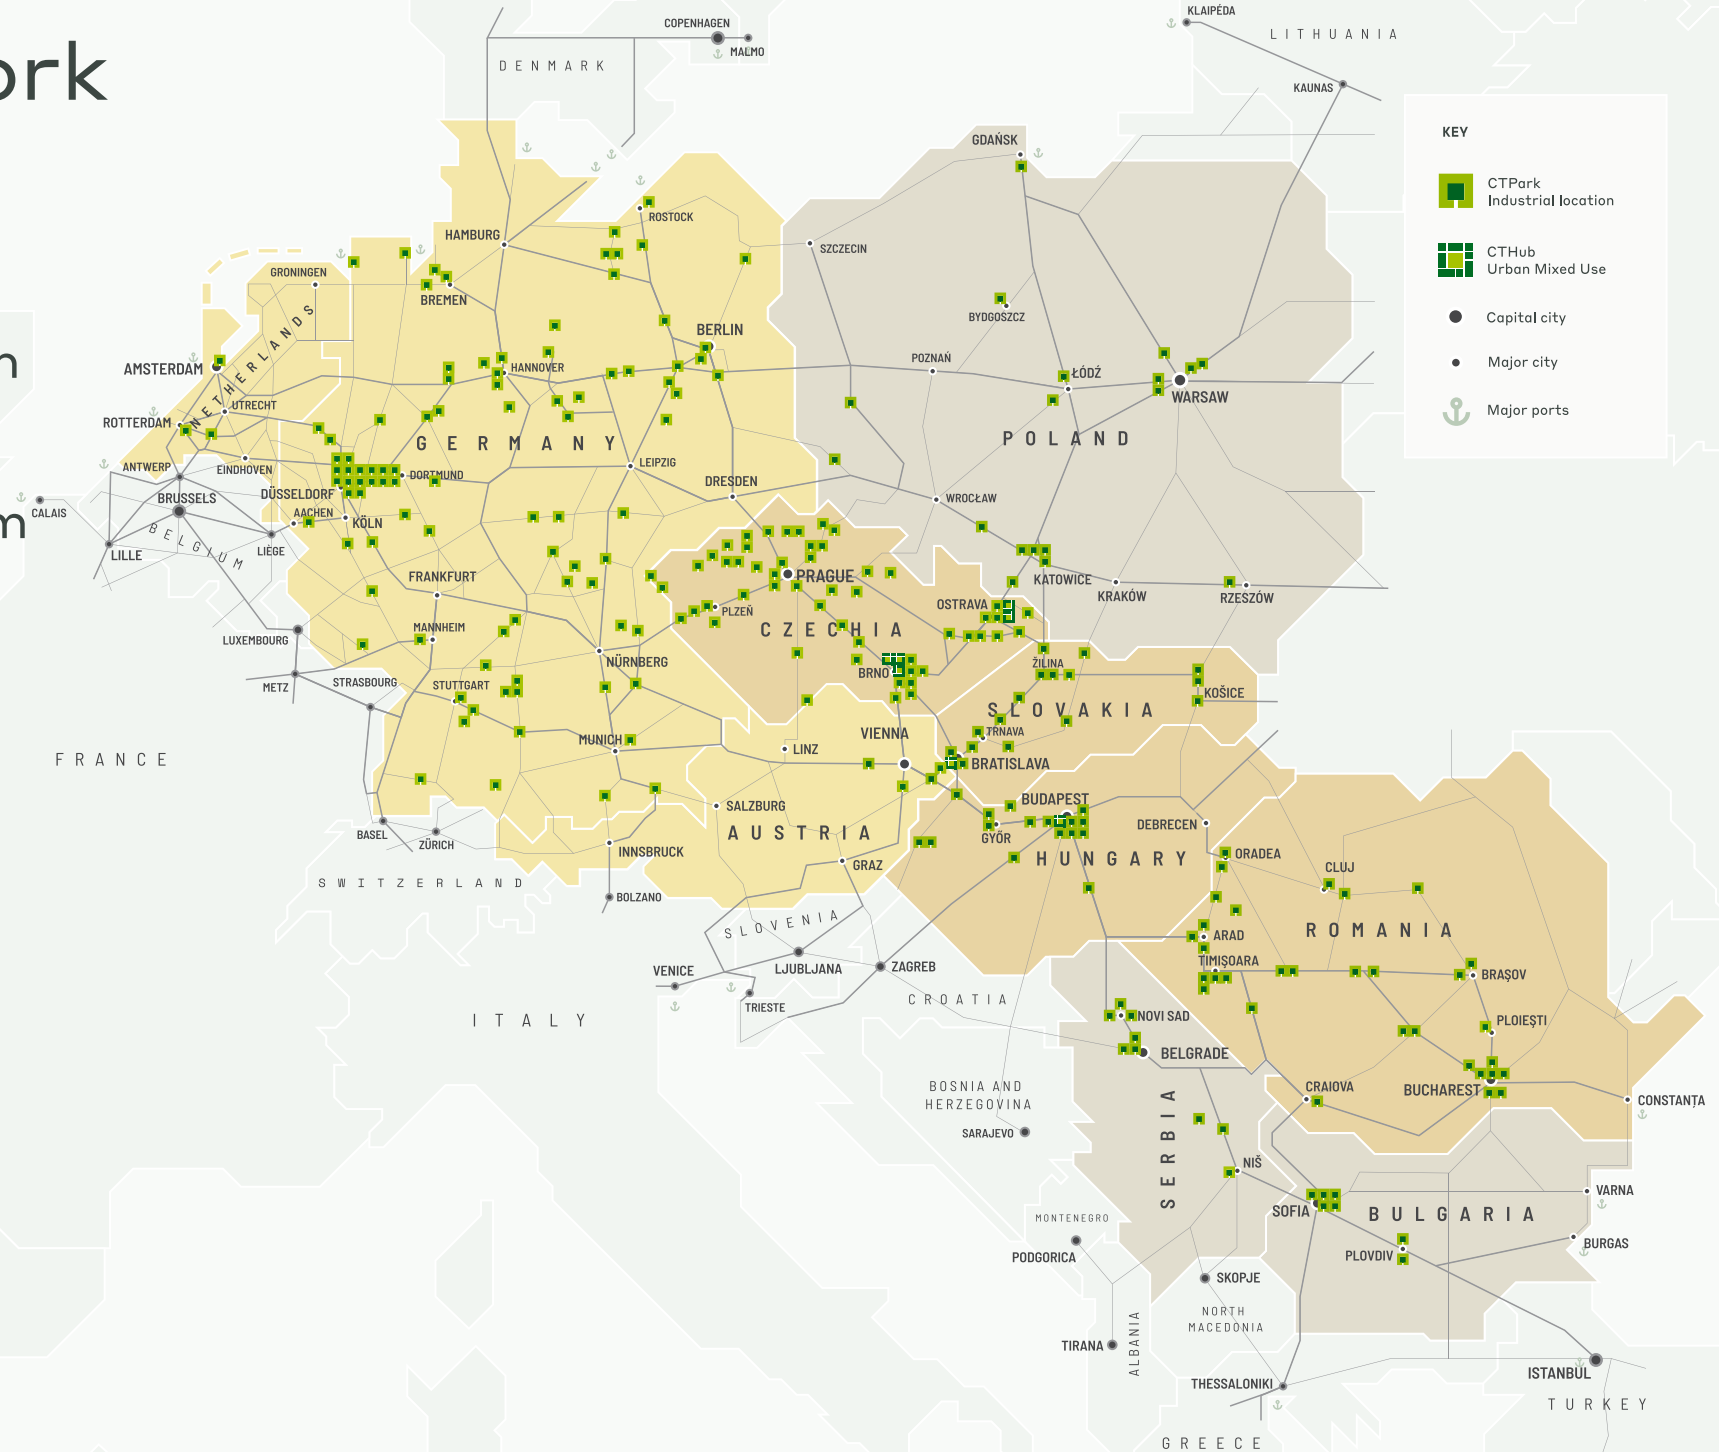 ork
n
m
KEY
CTPark
Industrial location
CTHub
Urban Mixed Use
Capital city
Major city
Major ports
COPENHAGEN
MALMO
DENMARK
KLAIPĖDA
LITHUANIA
KAUNAS
GDAŃSK
ROSTOCK
HAMBURG
SZCZECIN
GRONINGEN
BREMEN
BYDGOSZCZ
BERLIN
NETHERLANDS
AMSTERDAM
HANNOVER
POZNAŃ
ŁÓDŹ
WARSAW
UTRECHT
ROTTERDAM
GERMANY
POLAND
ANTWERP
EINDHOVEN
DORTMUND
LEIPZIG
DRESDEN
WROCŁAW
BRUSSELS
DÜSSELDORF
CALAIS
AACHEN
KÖLN
BELGIUM
LILLE
LIÈGE
FRANKFURT
PRAGUE
KATOWICE
KRAKÓW
RZESZÓW
OSTRAVA
PLZEŇ
CZECHIA
LUXEMBOURG
MANNHEIM
NÜRNBERG
BRNO
ŽILINA
METZ
STRASBOURG
STUTTGART
KOŠICE
SLOVAKIA
VIENNA
TRNAVA
MUNICH
LINZ
BRATISLAVA
FRANCE
SALZBURG
BUDAPEST
BASEL
ZÜRICH
AUSTRIA
GYŐR
DEBRECEN
INNSBRUCK
GRAZ
HUNGARY
ORADEA
CLUJ
SWITZERLAND
BOLZANO
SLOVENIA
ROMANIA
ARAD
TIMIȘOARA
VENICE
LJUBLJANA
ZAGREB
BRAȘOV
TRIESTE
CROATIA
NOVI SAD
PLOIEȘTI
ITALY
BELGRADE
BOSNIA AND
HERZEGOVINA
CRAIOVA
BUCHAREST
CONSTANȚA
SARAJEVO
SERBIA
NIŠ
VARNA
SOFIA
BULGARIA
MONTENEGRO
PODGORICA
PLOVDIV
BURGAS
SKOPJE
NORTH
MACEDONIA
TIRANA
ALBANIA
THESSALONIKI
ISTANBUL
TURKEY
GREECE